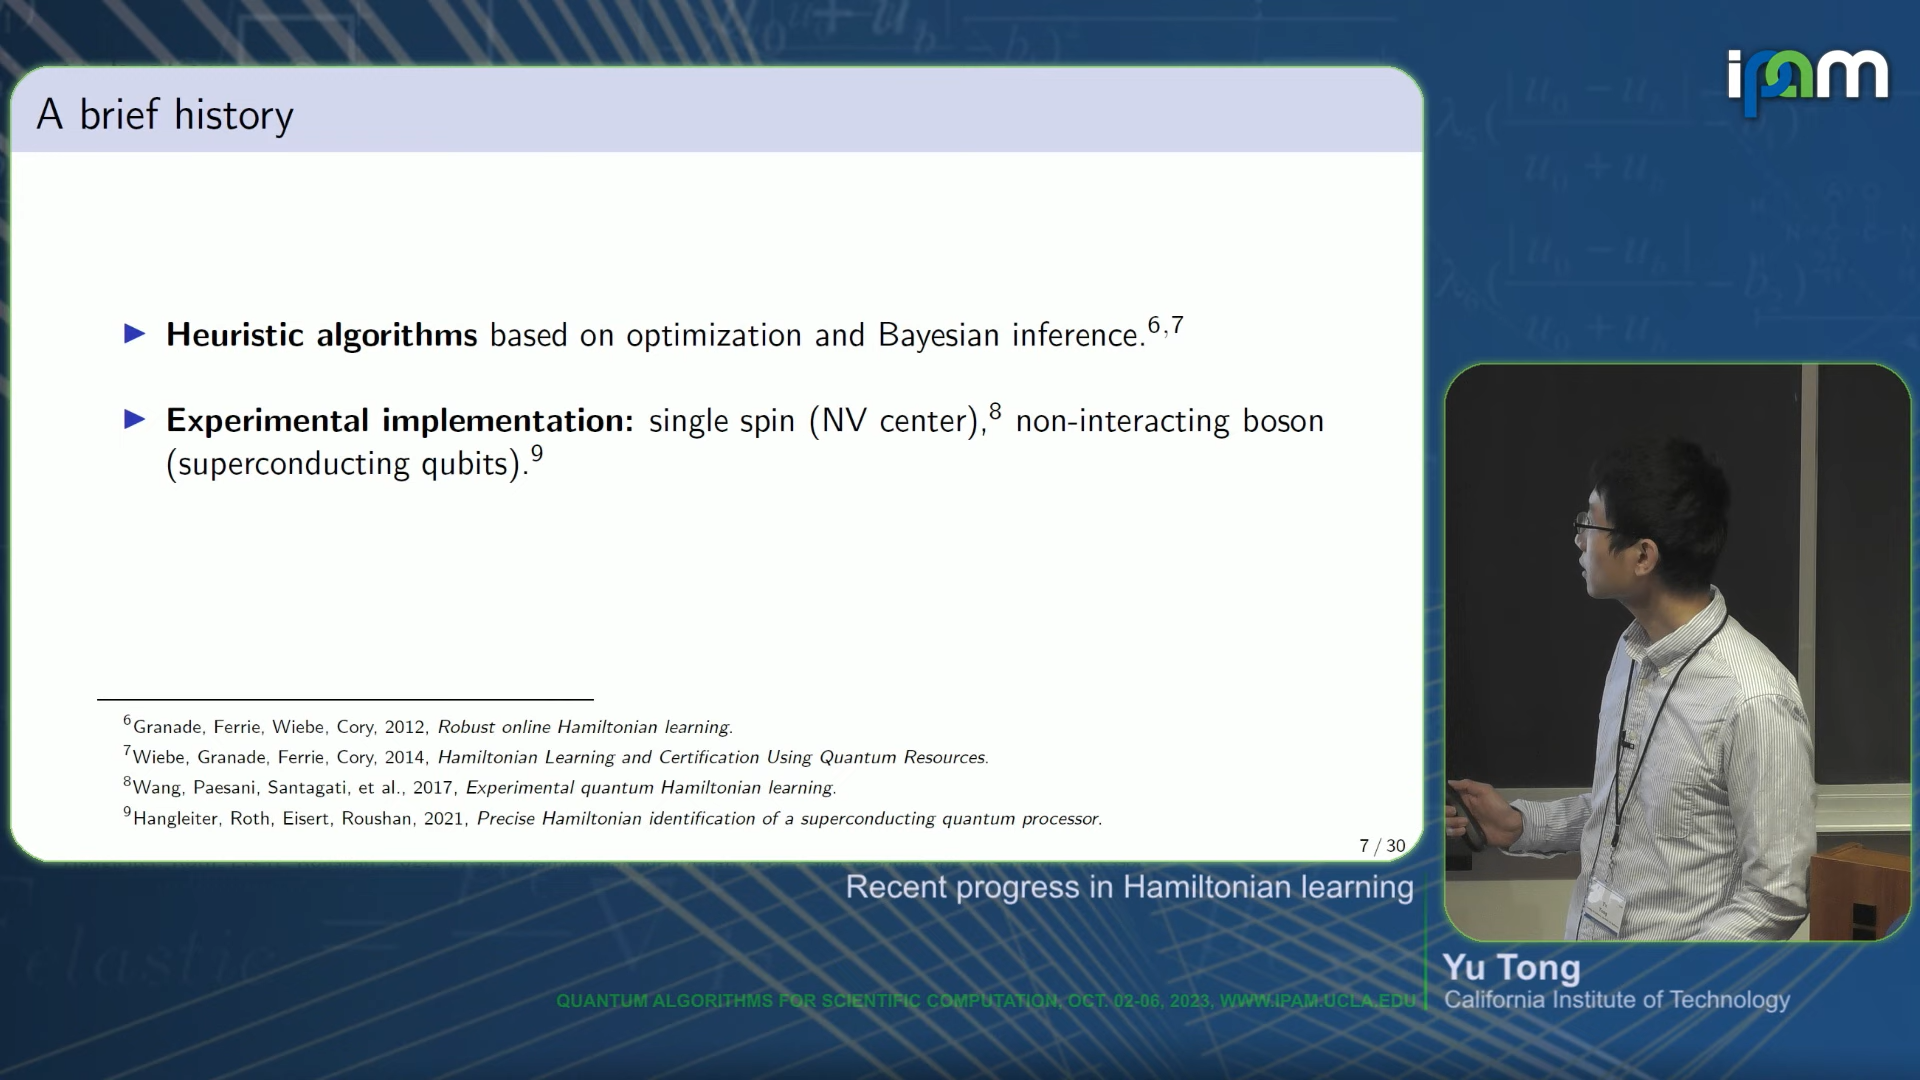 ipam
A brief history
▶ Heuristic algorithms based on optimization and Bayesian inference.⁶,⁷
▶ Experimental implementation: single spin (NV center),⁸ non-interacting boson
(superconducting qubits).⁹
⁶Granade, Ferrie, Wiebe, Cory, 2012, Robust online Hamiltonian learning.
⁷Wiebe, Granade, Ferrie, Cory, 2014, Hamiltonian Learning and Certification Using Quantum Resources.
⁸Wang, Paesani, Santagati, et al., 2017, Experimental quantum Hamiltonian learning.
⁹Hangleiter, Roth, Eisert, Roushan, 2021, Precise Hamiltonian identification of a superconducting quantum processor.
7 / 30
Recent progress in Hamiltonian learning
Yu Tong
California Institute of Technology
QUANTUM ALGORITHMS FOR SCIENTIFIC COMPUTATION, OCT. 02-06, 2023, WWW.IPAM.UCLA.EDU